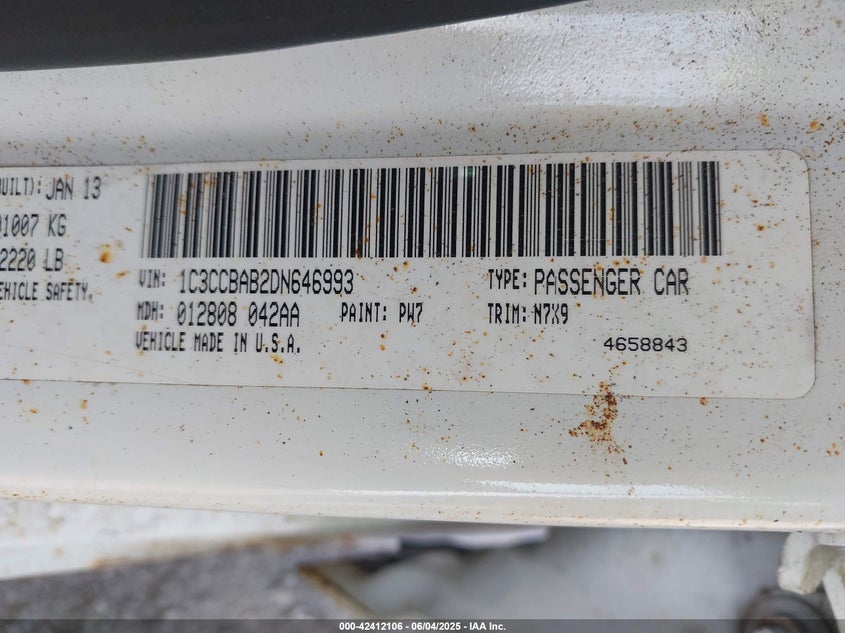 BUILT): JAN 13
1007 KG
2220 LB
EHICLE SAFETY,
VIN: 1C3CCBAB2DN646993 TYPE: PASSENGER CAR
MDH: 012808 042AA PAINT: PW7 TRIM: N7X9
VEHICLE MADE IN U.S.A. 4658843
000-42412106 - 06/04/2025 - IAA Inc.